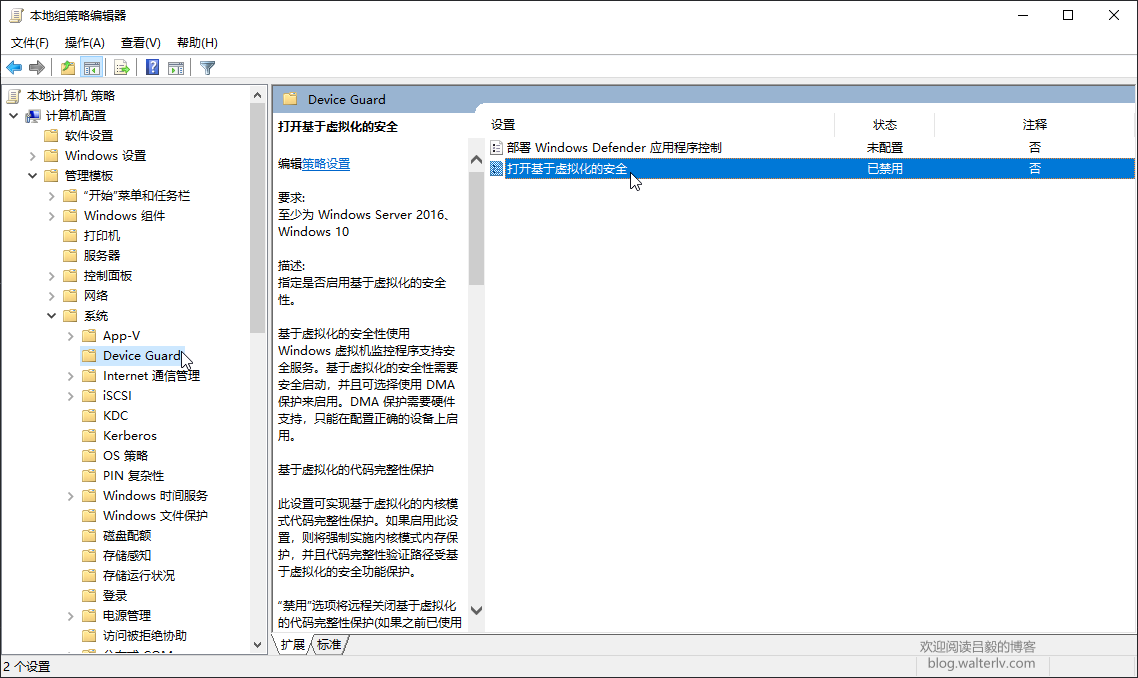 本地组策略编辑器
文件(F) 操作(A) 查看(V) 帮助(H)
本地计算机 策略
计算机配置
软件设置
Windows 设置
管理模板
"开始"菜单和任务栏
Windows 组件
打印机
服务器
控制面板
网络
系统
App-V
Device Guard
Internet 通信管理
iSCSI
KDC
Kerberos
OS 策略
PIN 复杂性
Windows 时间服务
Windows 文件保护
磁盘配额
存储感知
存储运行状况
登录
电源管理
访问被拒绝协助
Device Guard
打开基于虚拟化的安全
编辑策略设置
要求:
至少为 Windows Server 2016、
Windows 10
描述:
指定是否启用基于虚拟化的安全
性。
基于虚拟化的安全性使用
Windows 虚拟机监控程序支持安
全服务。基于虚拟化的安全性需要
安全启动，并且可选择使用 DMA
保护来启用。DMA 保护需要硬件
支持，只能在配置正确的设备上启
用。
基于虚拟化的代码完整性保护
此设置可实现基于虚拟化的内核模
式代码完整性保护。如果启用此设
置，则将强制实施内核模式内存保
护，并且代码完整性验证路径受基
于虚拟化的安全功能保护。
"禁用"选项将远程关闭基于虚拟化
的代码完整性保护(如果之前已使用
设置 状态 注释
部署 Windows Defender 应用程序控制 未配置 否
打开基于虚拟化的安全 已禁用 否
扩展 标准
2 个设置
欢迎阅读吕毅的博客
blog.walterlv.com